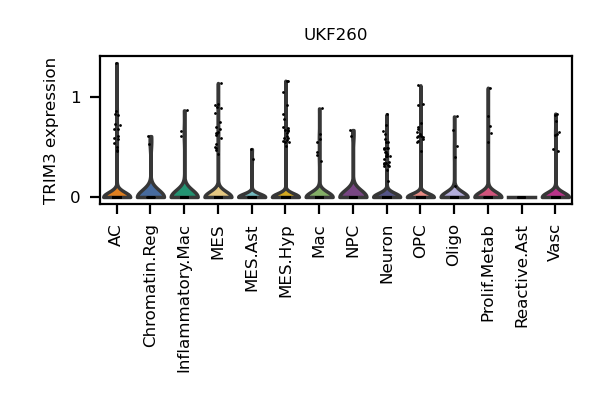 UKF260
TRIM3 expression
1
0
AC
Chromatin.Reg
Inflammatory.Mac
MES
MES.Ast
MES.Hyp
Mac
NPC
Neuron
OPC
Oligo
Prolif.Metab
Reactive.Ast
Vasc